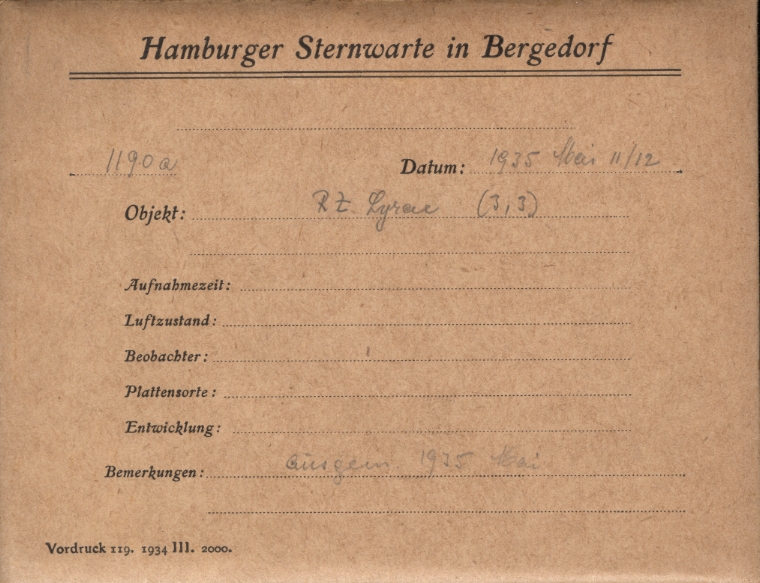 Hamburger Sternwarte in Bergedorf
1190a Datum: 1935 Mai 11/12
Objekt: RZ. Lyrae (3,3)
Aufnahmezeit:
Luftzustand:
Beobachter:
Plattensorte:
Entwicklung:
Bemerkungen: ausgem. 1935 Mai
Vordruck 119. 1934 III. 2000.